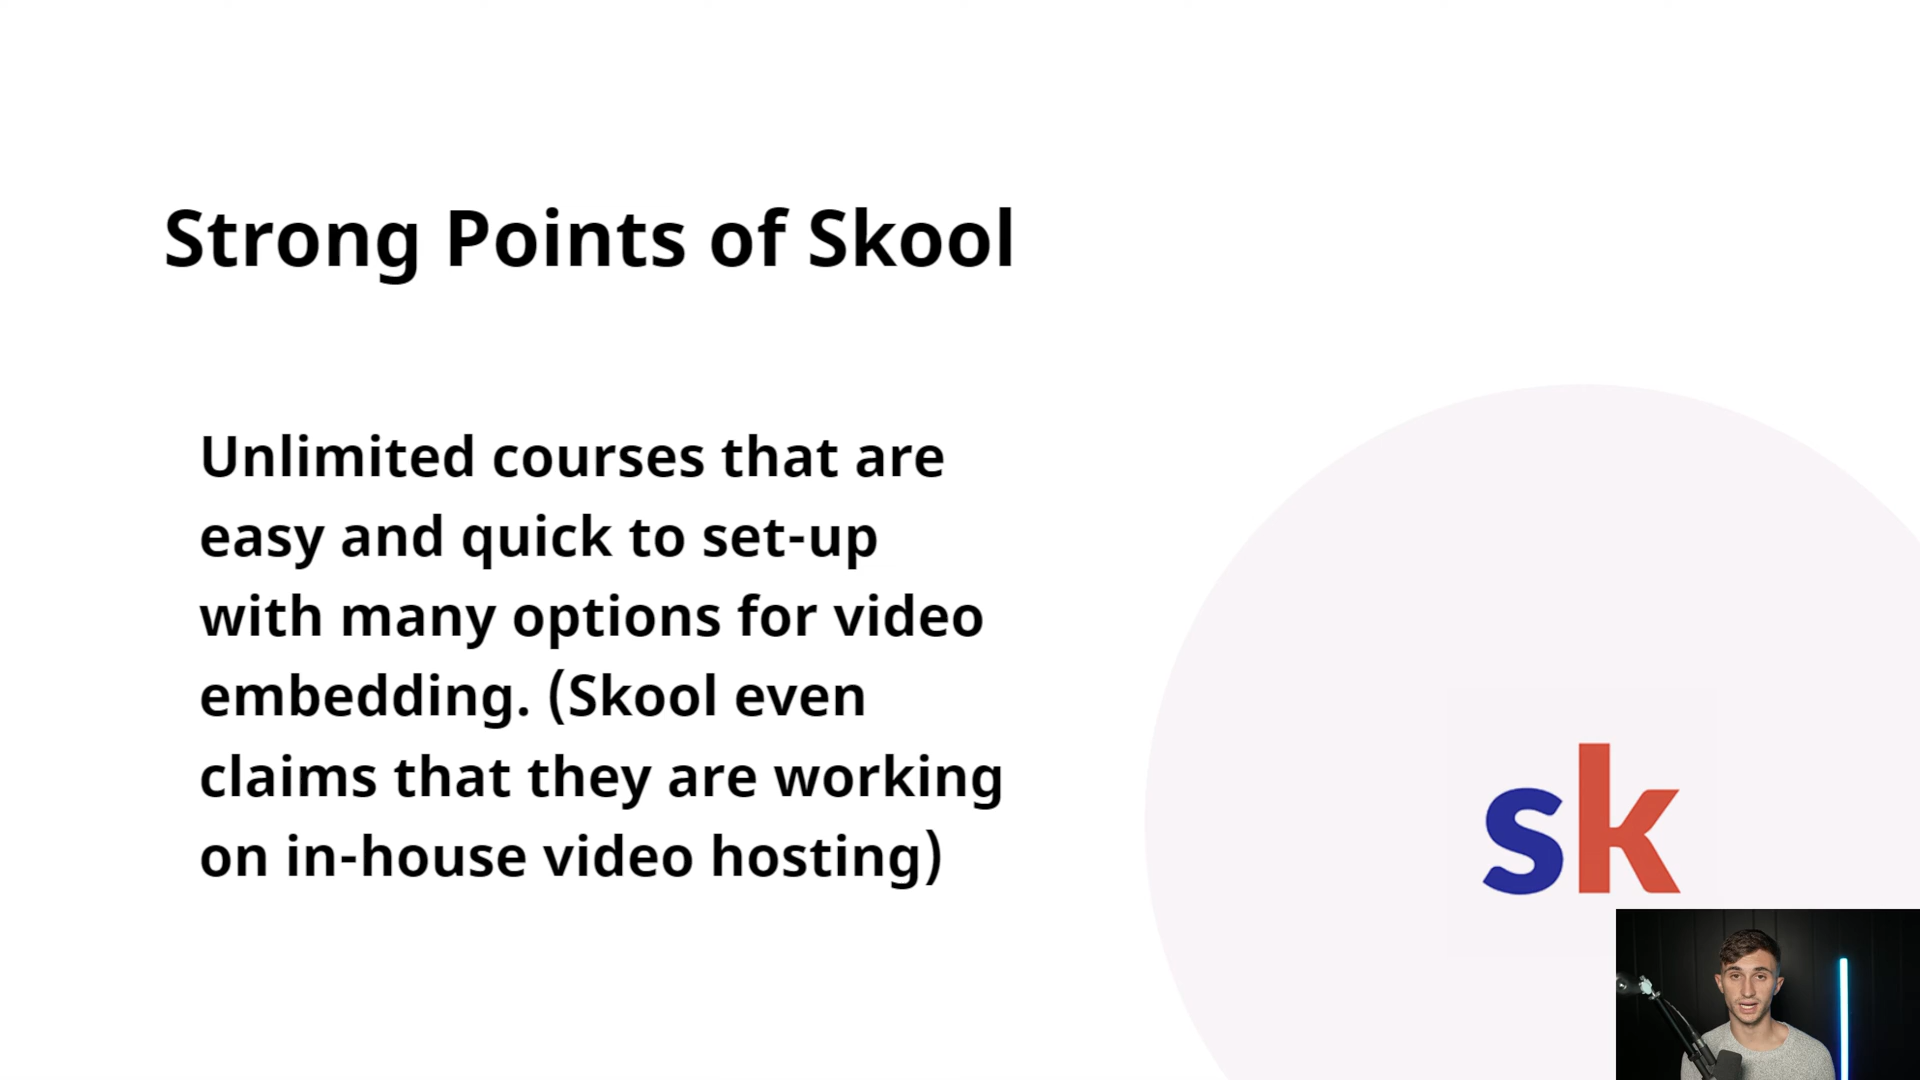 Strong Points of Skool
Unlimited courses that are
easy and quick to set-up
with many options for video
embedding. (Skool even
claims that they are working
on in-house video hosting)
sk